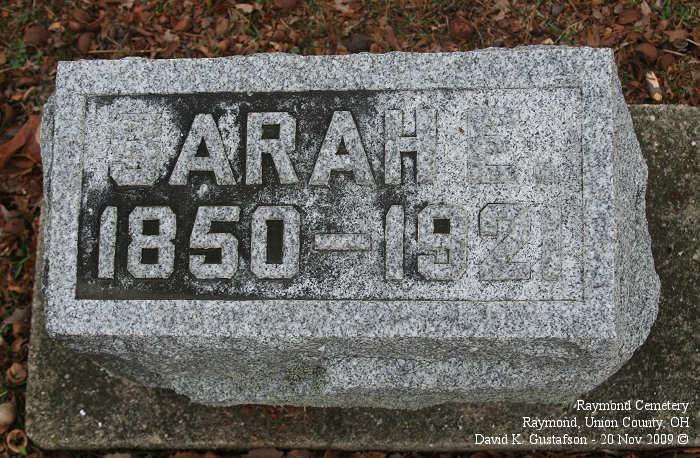 SARAH E.
1850-1921
Raymond Cemetery
Raymond, Union County, OH
David K. Gustafson - 20 Nov 2009 ©